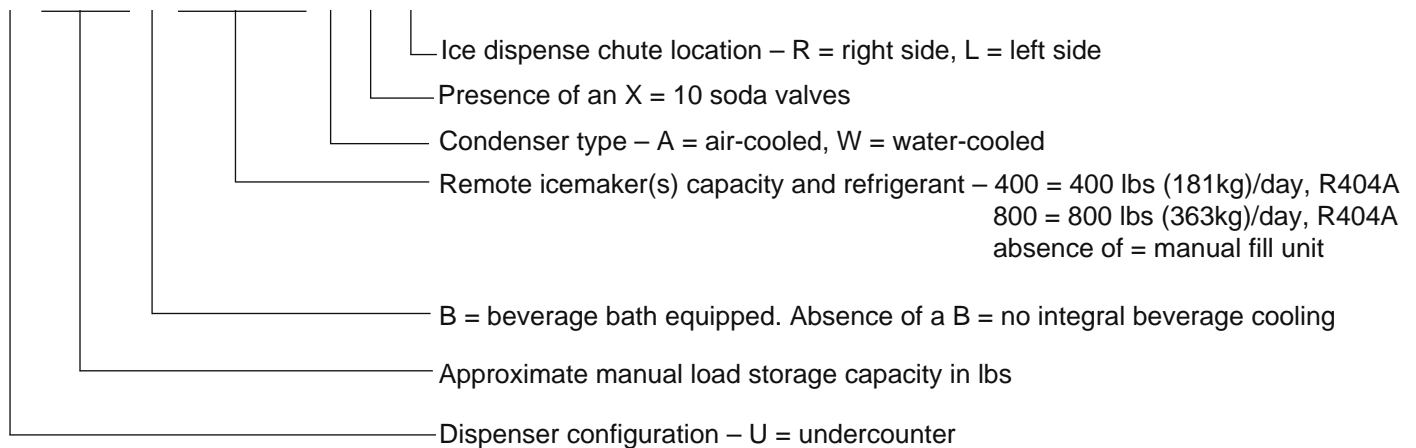 Ice dispense chute location – R = right side, L = left side
Presence of an X = 10 soda valves
Condenser type – A = air-cooled, W = water-cooled
Remote icemaker(s) capacity and refrigerant – 400 = 400 lbs (181kg)/day, R404A
800 = 800 lbs (363kg)/day, R404A
absence of = manual fill unit
B = beverage bath equipped. Absence of a B = no integral beverage cooling
Approximate manual load storage capacity in lbs
Dispenser configuration – U = undercounter